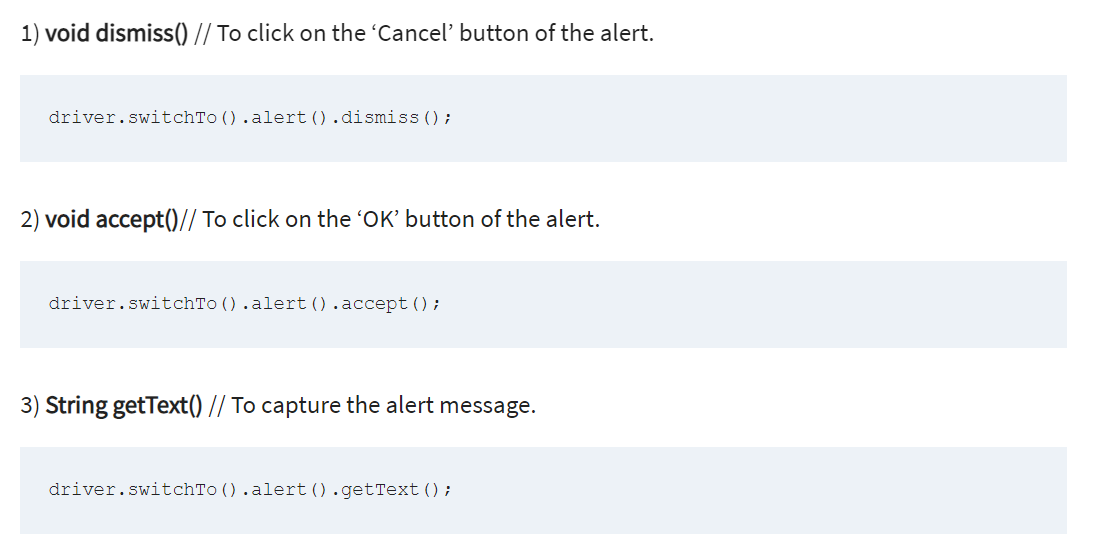 1) void dismiss() // To click on the ‘Cancel’ button of the alert.
driver.switchTo().alert().dismiss();
2) void accept()// To click on the ‘OK’ button of the alert.
driver.switchTo().alert().accept();
3) String getText() // To capture the alert message.
driver.switchTo().alert().getText();